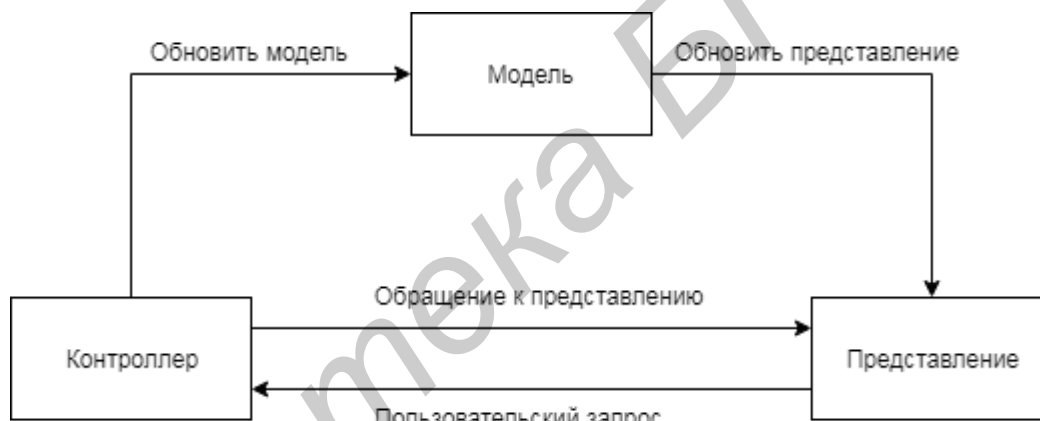 Обновить модель
Модель
Обновить представление
Обращение к представлению
Контроллер
Представление
Пользовательский запрос